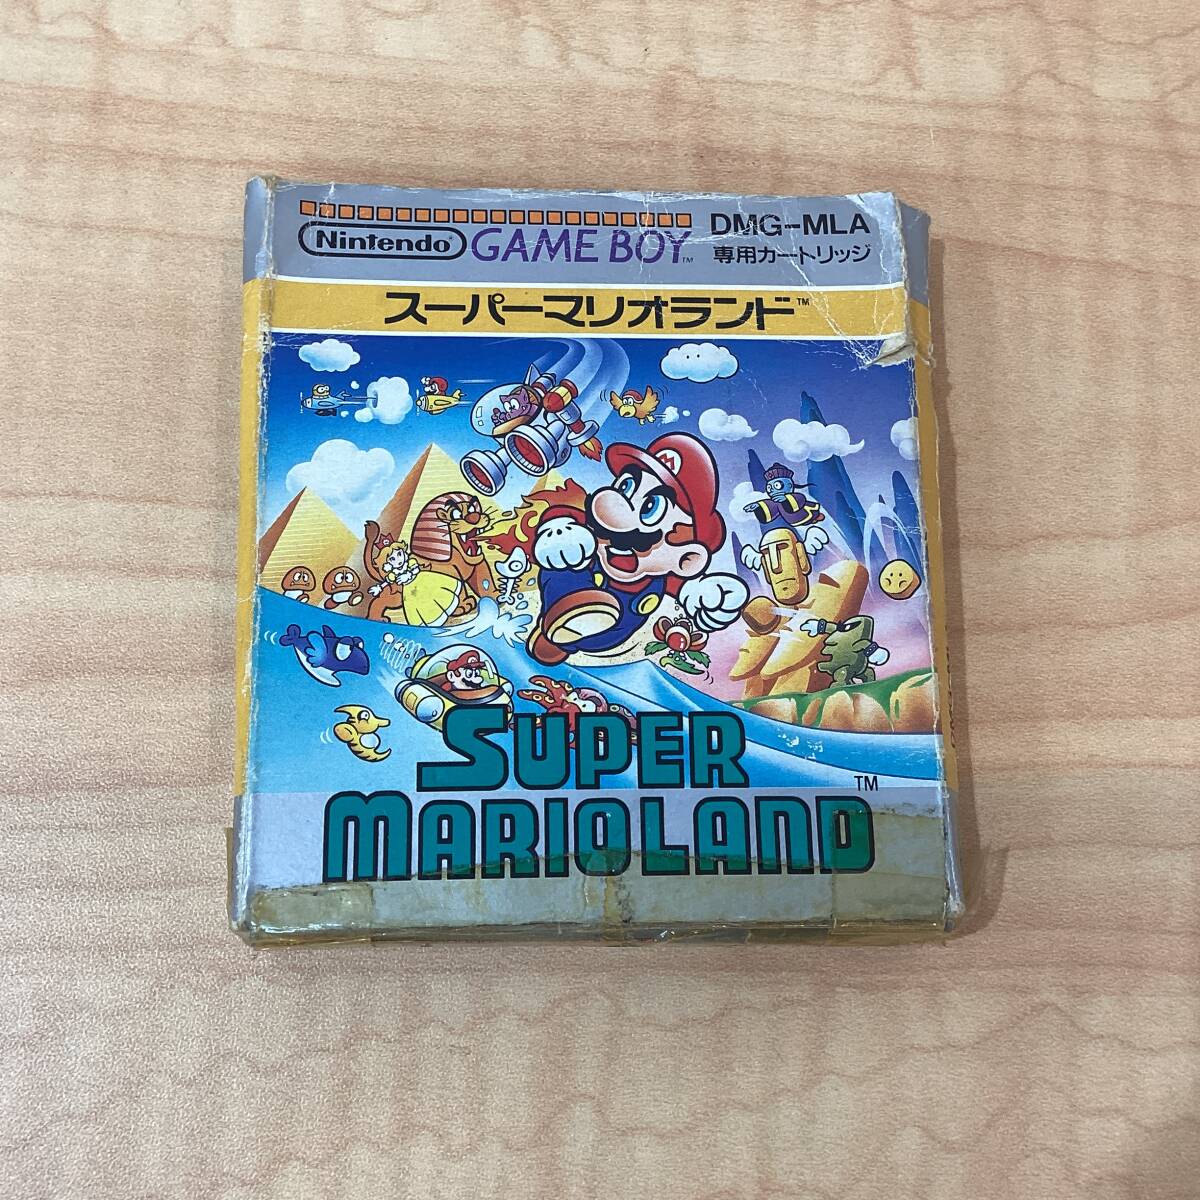 Nintendo GAME BOY™ DMG-MLA
専用カートリッジ
スーパーマリオランド™
M
SUPER
MARIOLAND™